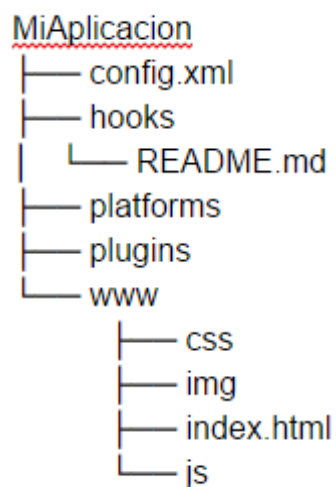 MiAplicacion
├── config.xml
├── hooks
│   └── README.md
├── platforms
├── plugins
└── www
        ├── css
        ├── img
        ├── index.html
        └── js